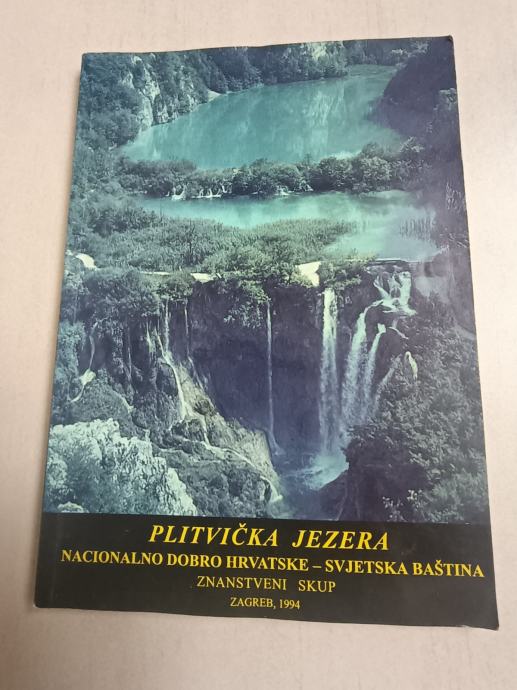 PLITVIČKA JEZERA
NACIONALNO DOBRO HRVATSKE – SVJETSKA BAŠTINA
ZNANSTVENI SKUP
ZAGREB, 1994